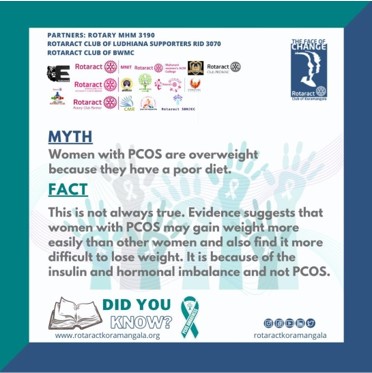 PARTNERS: ROTARY MHM 3190
ROTARACT CLUB OF LUDHIANA SUPPORTERS RID 3070
ROTARACT CLUB OF BWMC
THE FACE OF
CHANGE
Rotaract
Rotaract
Rotaract
Rotaract
Rotaract
Rotaract
Rotaract
Club of Koramangala
MYTH
Women with PCOS are overweight
because they have a poor diet.
FACT
This is not always true. Evidence suggests that
women with PCOS may gain weight more
easily than other women and also find it more
difficult to lose weight. It is because of the
insulin and hormonal imbalance and not PCOS.
DID YOU
KNOW?
www.rotaractkoramangala.org
rotaractkoramangala